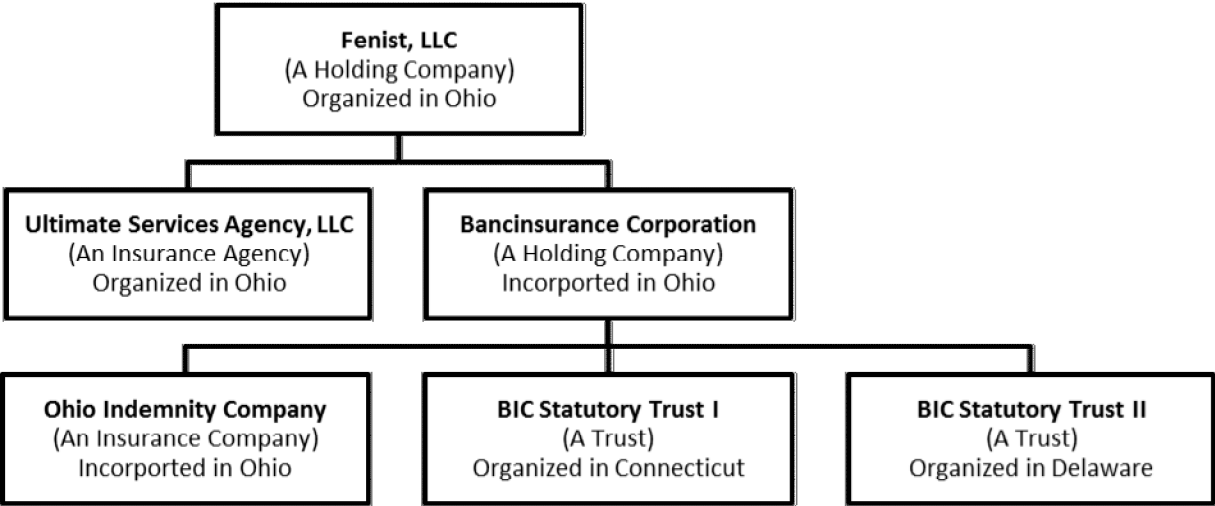 Fenist, LLC
(A Holding Company)
Organized in Ohio
Ultimate Services Agency, LLC
(An Insurance Agency)
Organized in Ohio
Bancinsurance Corporation
(A Holding Company)
Incorported in Ohio
Ohio Indemnity Company
(An Insurance Company)
Incorported in Ohio
BIC Statutory Trust I
(A Trust)
Organized in Connecticut
BIC Statutory Trust II
(A Trust)
Organized in Delaware